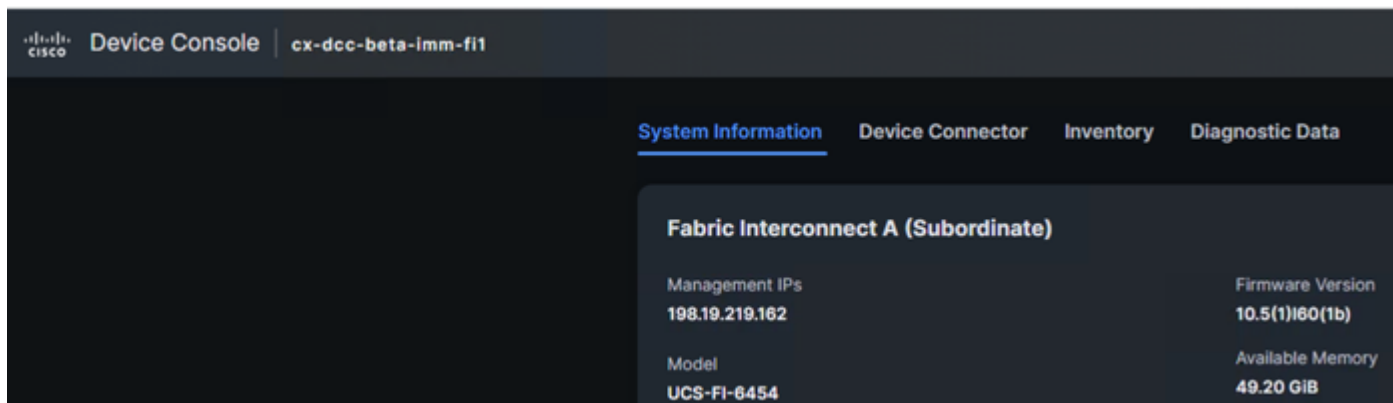 CISCO
Device Console
cx-dcc-beta-imm-fi1
System Information Device Connector Inventory Diagnostic Data
Fabric Interconnect A (Subordinate)
Management IPs
198.19.219.162
Firmware Version
10.5(1)I60(1b)
Model
UCS-FI-6454
Available Memory
49.20 GiB